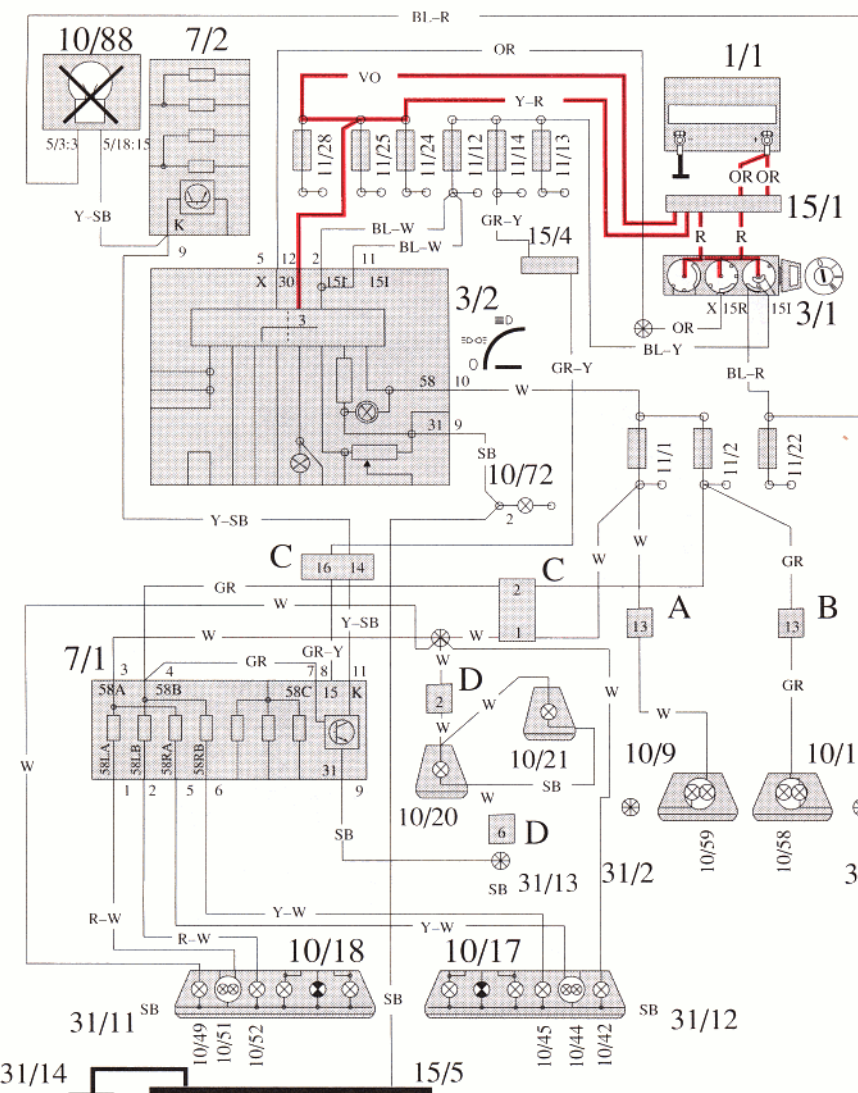 BL–R
10/88
7/2
OR
1/1
VO
Y–R
5/3:3
5/18:15
11/28
11/25
11/24
11/12
11/14
11/13
OR
OR
K
Y–SB
9
BL–W
BL–W
GR–Y
15/4
15/1
R
R
5
12
2
11
X
30
15I
15I
3
3/2
X
15R
15I
3/1
OR
BL–Y
GR–Y
BL–R
58
10
W
31
9
SB
10/72
2
11/1
11/2
11/22
Y–SB
C
16
14
W
W
GR
GR
2
C
1
W
A
13
B
13
W
Y–SB
W
W
7/1
3
4
GR
GR–Y
7
8
11
58A
58B
58C
15
K
W
D
2
W
W
W
GR
58LA
58LB
58RA
58RB
31
10/21
10/20
W
SB
W
10/9
10/1
1
2
5
6
9
6
D
SB
SB
31/13
31/2
10/59
10/58
3
R–W
R–W
Y–W
Y–W
10/18
10/17
31/11
SB
SB
SB
31/12
10/49
10/51
10/52
10/45
10/44
10/42
31/14
15/5